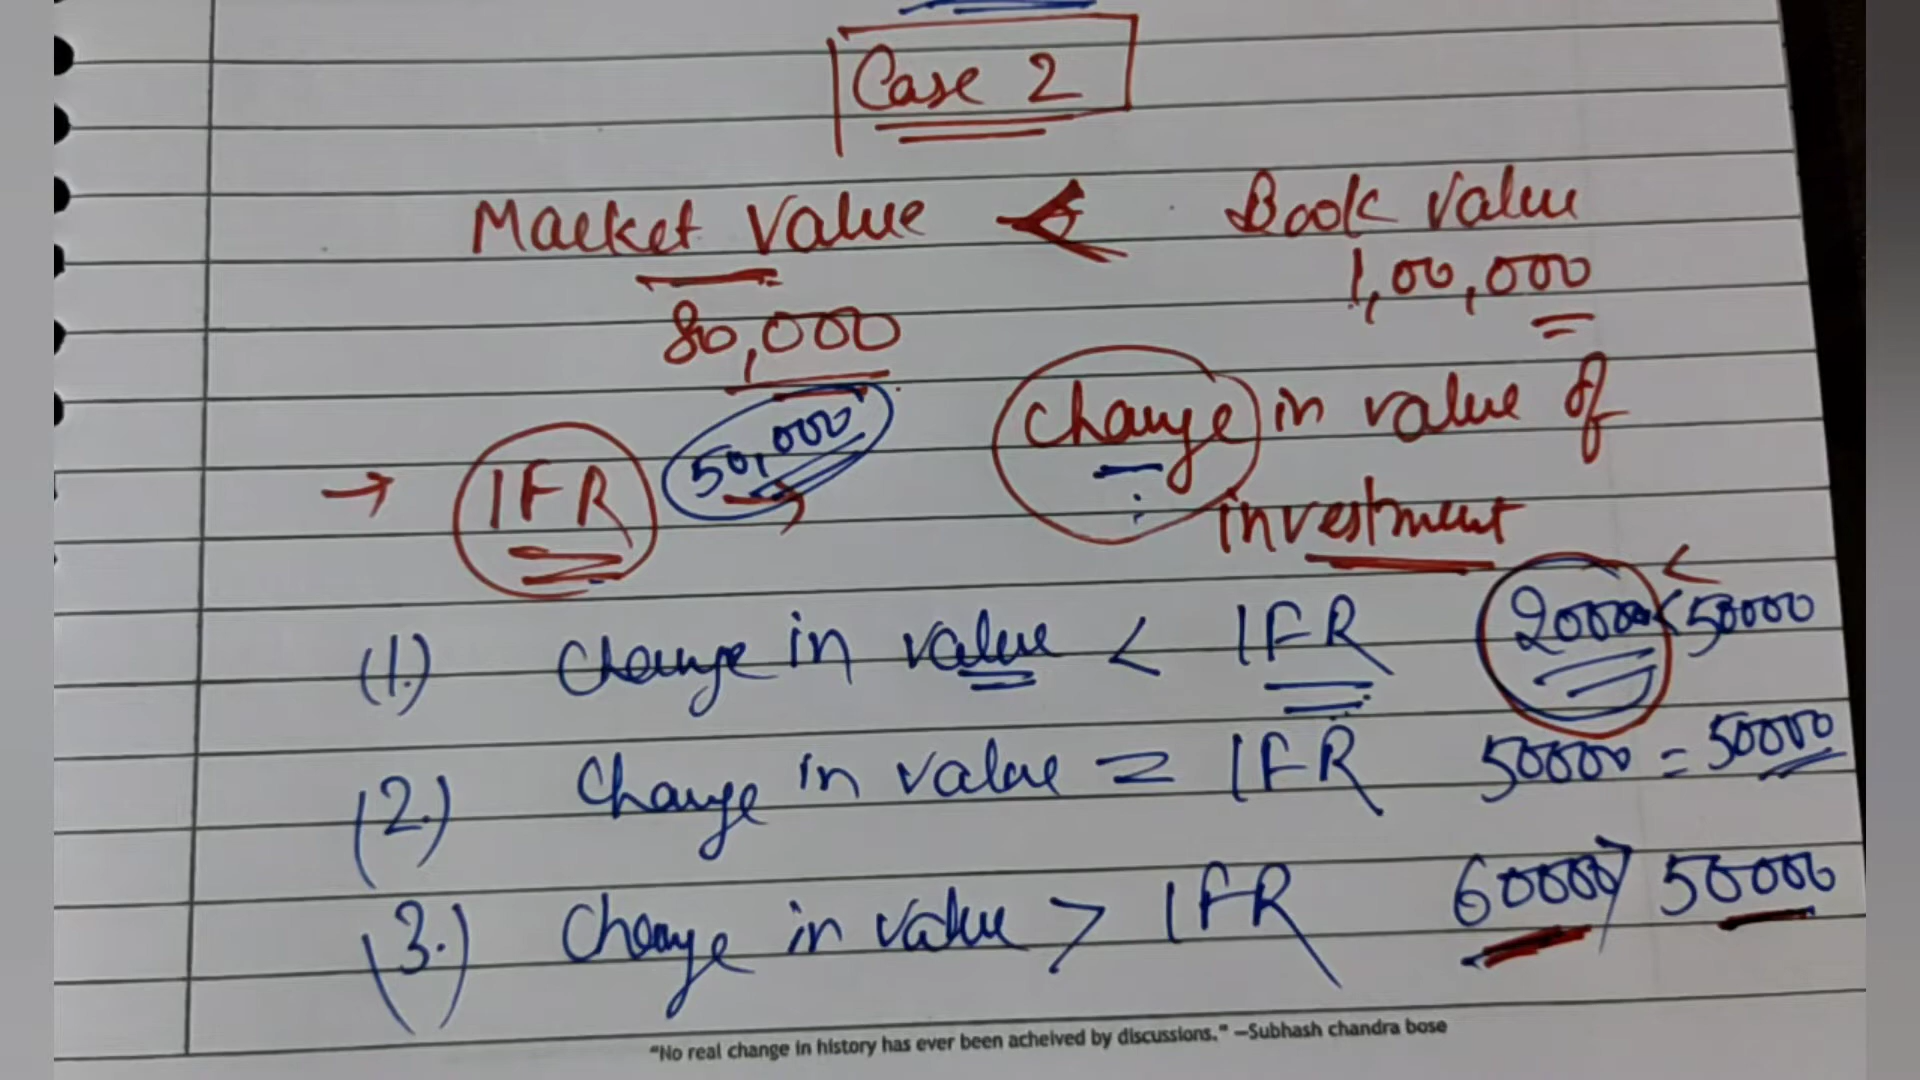 Case 2
Market Value < Book Value
1,00,000
80,000
→ IFR 50,000 change in value of
investment
<
(1.) Change in value < IFR 20000 < 50000
(2.) Change in value = IFR 50000 = 50000
(3.) Change in value > IFR 60000 > 50000
"No real change in history has ever been acheived by discussions." —Subhash chandra bose